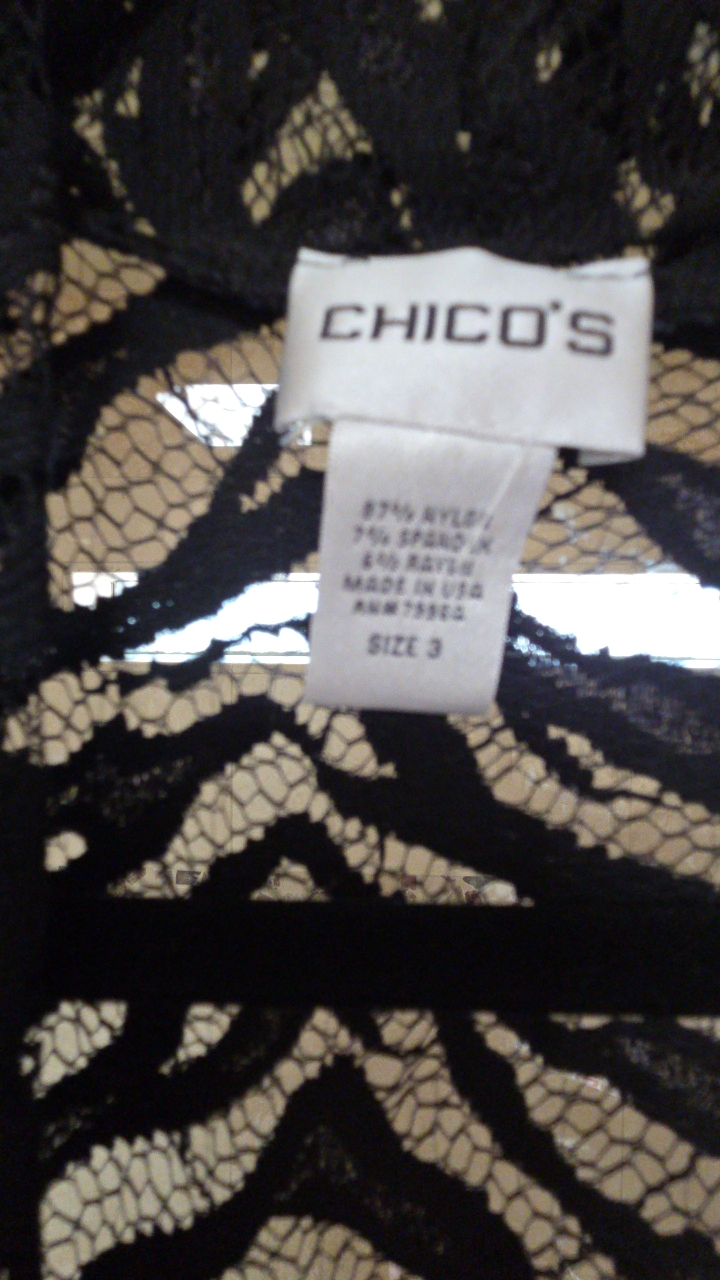 CHICO'S
87% NYLON
7% SPANDEX
6% RAYON
MADE IN USA
SIZE 3